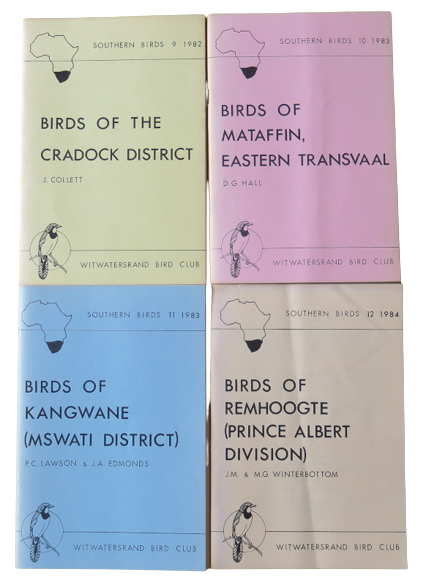 SOUTHERN BIRDS 9 1982
BIRDS OF THE
CRADOCK DISTRICT
J. COLLETT
WITWATERSRAND BIRD CLUB
SOUTHERN BIRDS 10 1983
BIRDS OF
MATAFFIN,
EASTERN TRANSVAAL
D.G. HALL
WITWATERSRAND BIRD CLUB
SOUTHERN BIRDS 11 1983
BIRDS OF
KANGWANE
(MSWATI DISTRICT)
P.C. LAWSON & J.A. EDMONDS
WITWATERSRAND BIRD CLUB
SOUTHERN BIRDS 12 1984
BIRDS OF
REMHOOGTE
(PRINCE ALBERT
DIVISION)
J.M. & M.G. WINTERBOTTOM
WITWATERSRAND BIRD CLUB